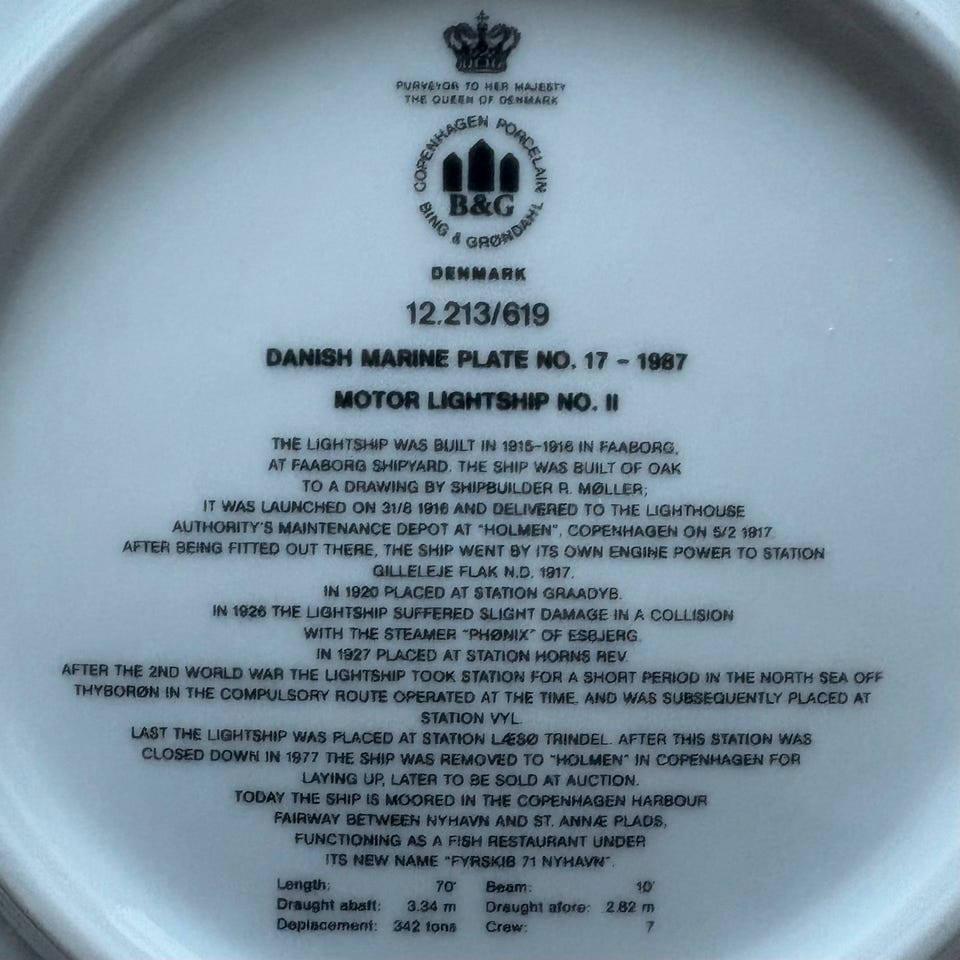 PURVEYOR TO HER MAJESTY
THE QUEEN OF DENMARK
COPENHAGEN PORCELAIN
B&G
BING & GRØNDAHL
DENMARK
12.213/619
DANISH MARINE PLATE NO. 17 – 1987
MOTOR LIGHTSHIP NO. II
THE LIGHTSHIP WAS BUILT IN 1915–1916 IN FAABORG,
AT FAABORG SHIPYARD. THE SHIP WAS BUILT OF OAK
TO A DRAWING BY SHIPBUILDER R. MØLLER;
IT WAS LAUNCHED ON 31/8 1916 AND DELIVERED TO THE LIGHTHOUSE
AUTHORITY'S MAINTENANCE DEPOT AT "HOLMEN", COPENHAGEN ON 5/2 1917.
AFTER BEING FITTED OUT THERE, THE SHIP WENT BY ITS OWN ENGINE POWER TO STATION
GILLELEJE FLAK N.D. 1917.
IN 1920 PLACED AT STATION GRAADYB.
IN 1926 THE LIGHTSHIP SUFFERED SLIGHT DAMAGE IN A COLLISION
WITH THE STEAMER "PHØNIX" OF ESBJERG.
IN 1927 PLACED AT STATION HORNS REV.
AFTER THE 2ND WORLD WAR THE LIGHTSHIP TOOK STATION FOR A SHORT PERIOD IN THE NORTH SEA OFF
THYBORØN IN THE COMPULSORY ROUTE OPERATED AT THE TIME, AND WAS SUBSEQUENTLY PLACED AT
STATION VYL.
LAST THE LIGHTSHIP WAS PLACED AT STATION LÆSØ TRINDEL. AFTER THIS STATION WAS
CLOSED DOWN IN 1977 THE SHIP WAS REMOVED TO "HOLMEN" IN COPENHAGEN FOR
LAYING UP, LATER TO BE SOLD AT AUCTION.
TODAY THE SHIP IS MOORED IN THE COPENHAGEN HARBOUR
FAIRWAY BETWEEN NYHAVN AND ST. ANNÆ PLADS,
FUNCTIONING AS A FISH RESTAURANT UNDER
ITS NEW NAME "FYRSKIB 71 NYHAVN".
Length: 70' Beam: 10'
Draught abaft: 3.34 m Draught afore: 2.82 m
Deplacement: 342 tons Crew: 7